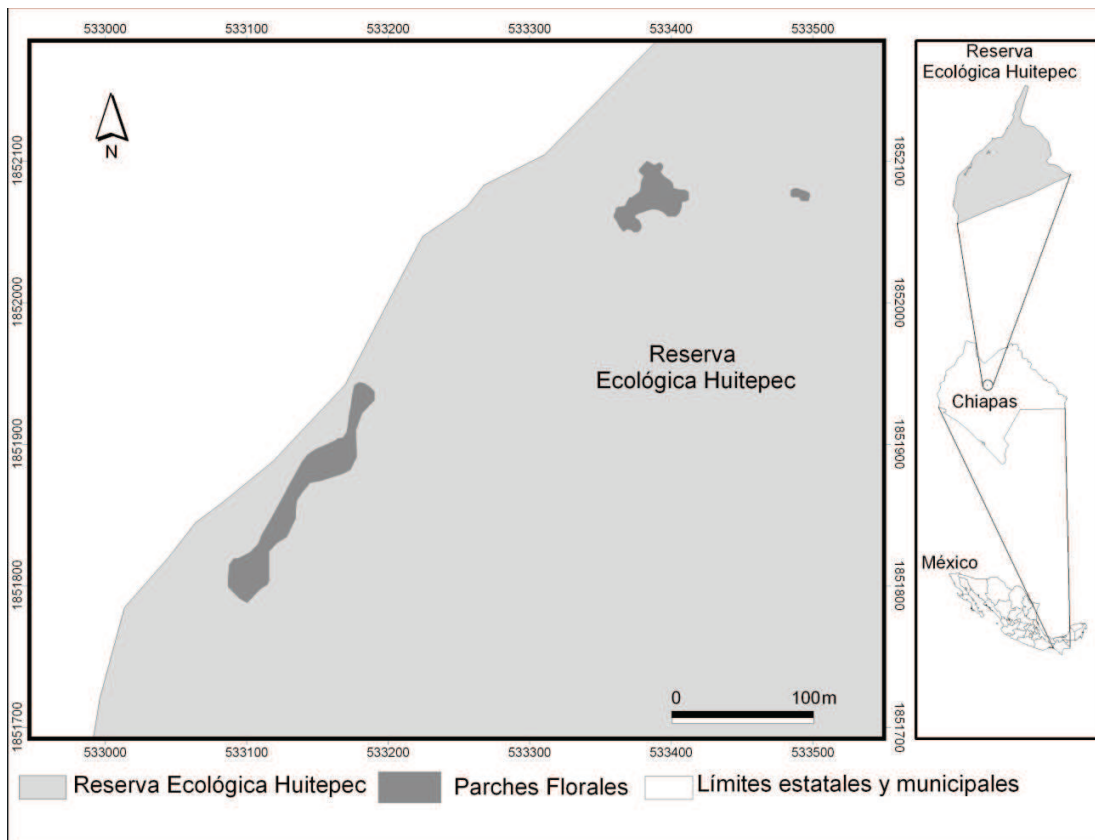 533000 533100 533200 533300 533400 533500
1852100
1852000
1851900
1851800
1851700
N
Reserva
Ecológica Huitepec
0 100m
1852100
1852000
1851900
1851800
1851700
533000 533100 533200 533300 533400 533500
Reserva
Ecológica Huitepec
Chiapas
México
Reserva Ecológica Huitepec Parches Florales Límites estatales y municipales